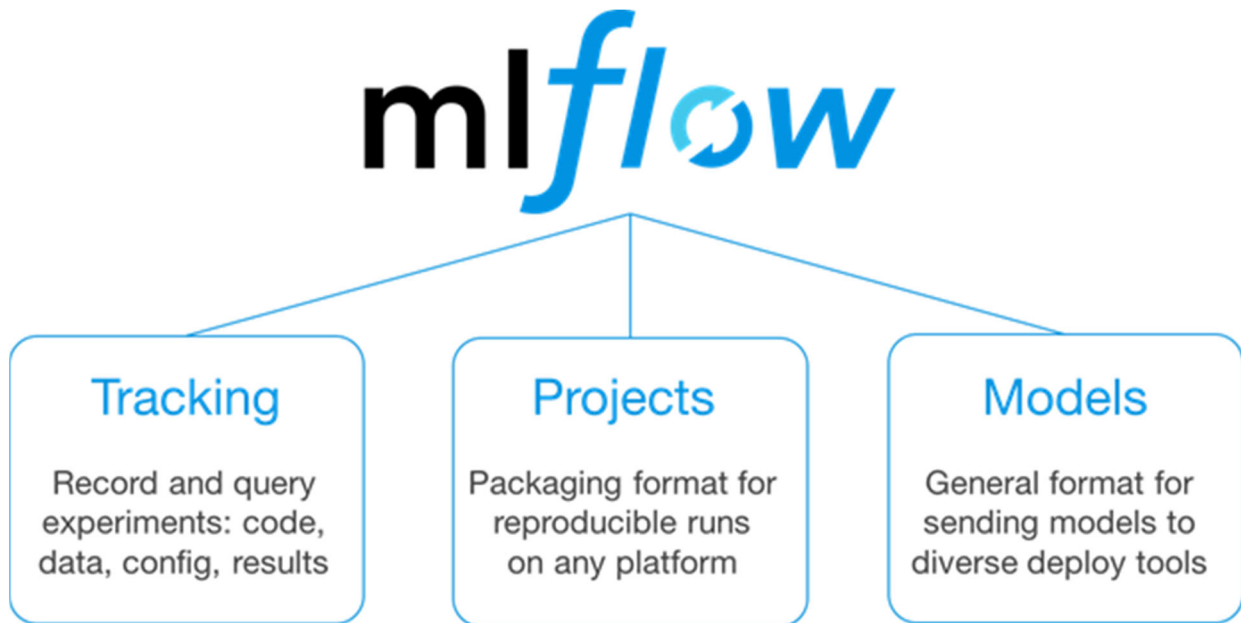 mlflow
Tracking
Record and query
experiments: code,
data, config, results
Projects
Packaging format for
reproducible runs
on any platform
Models
General format for
sending models to
diverse deploy tools